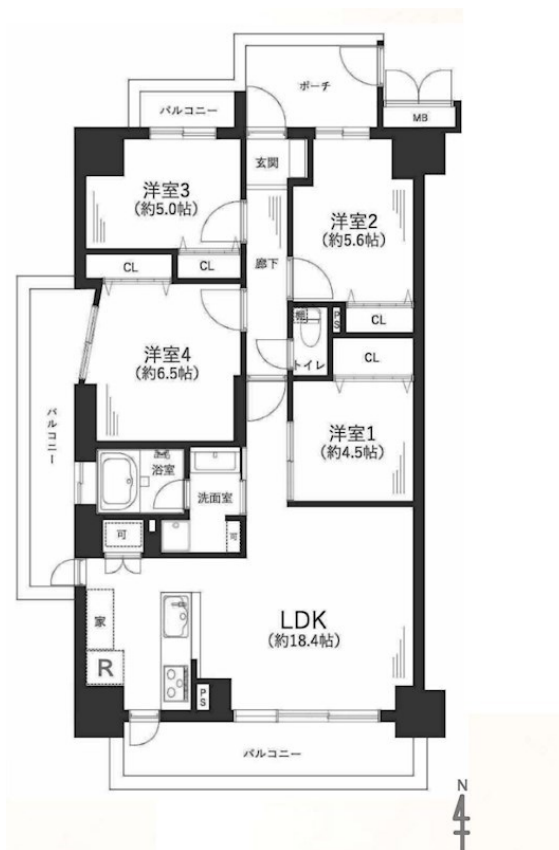 ポーチ
バルコニー
MB
玄関
洋室3
(約5.0帖)
洋室2
(約5.6帖)
廊下
CL
CL
CL
棚
PS
トイレ
洋室4
(約6.5帖)
CL
洋室1
(約4.5帖)
バルコニー
浴室
洗面室
可
家
R
LDK
(約18.4帖)
PS
バルコニー
N